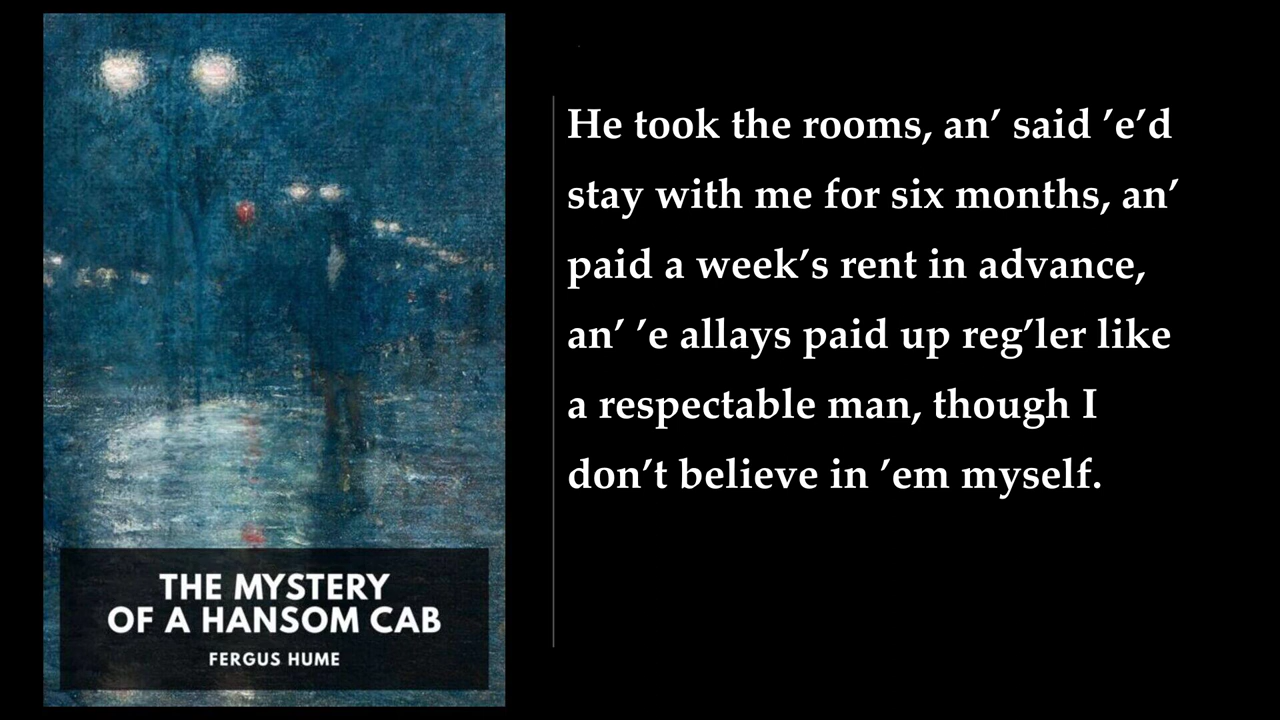 He took the rooms, an’ said ’e’d
stay with me for six months, an’
paid a week’s rent in advance,
an’ ’e allays paid up reg’ler like
a respectable man, though I
don’t believe in ’em myself.
THE MYSTERY
OF A HANSOM CAB
FERGUS HUME